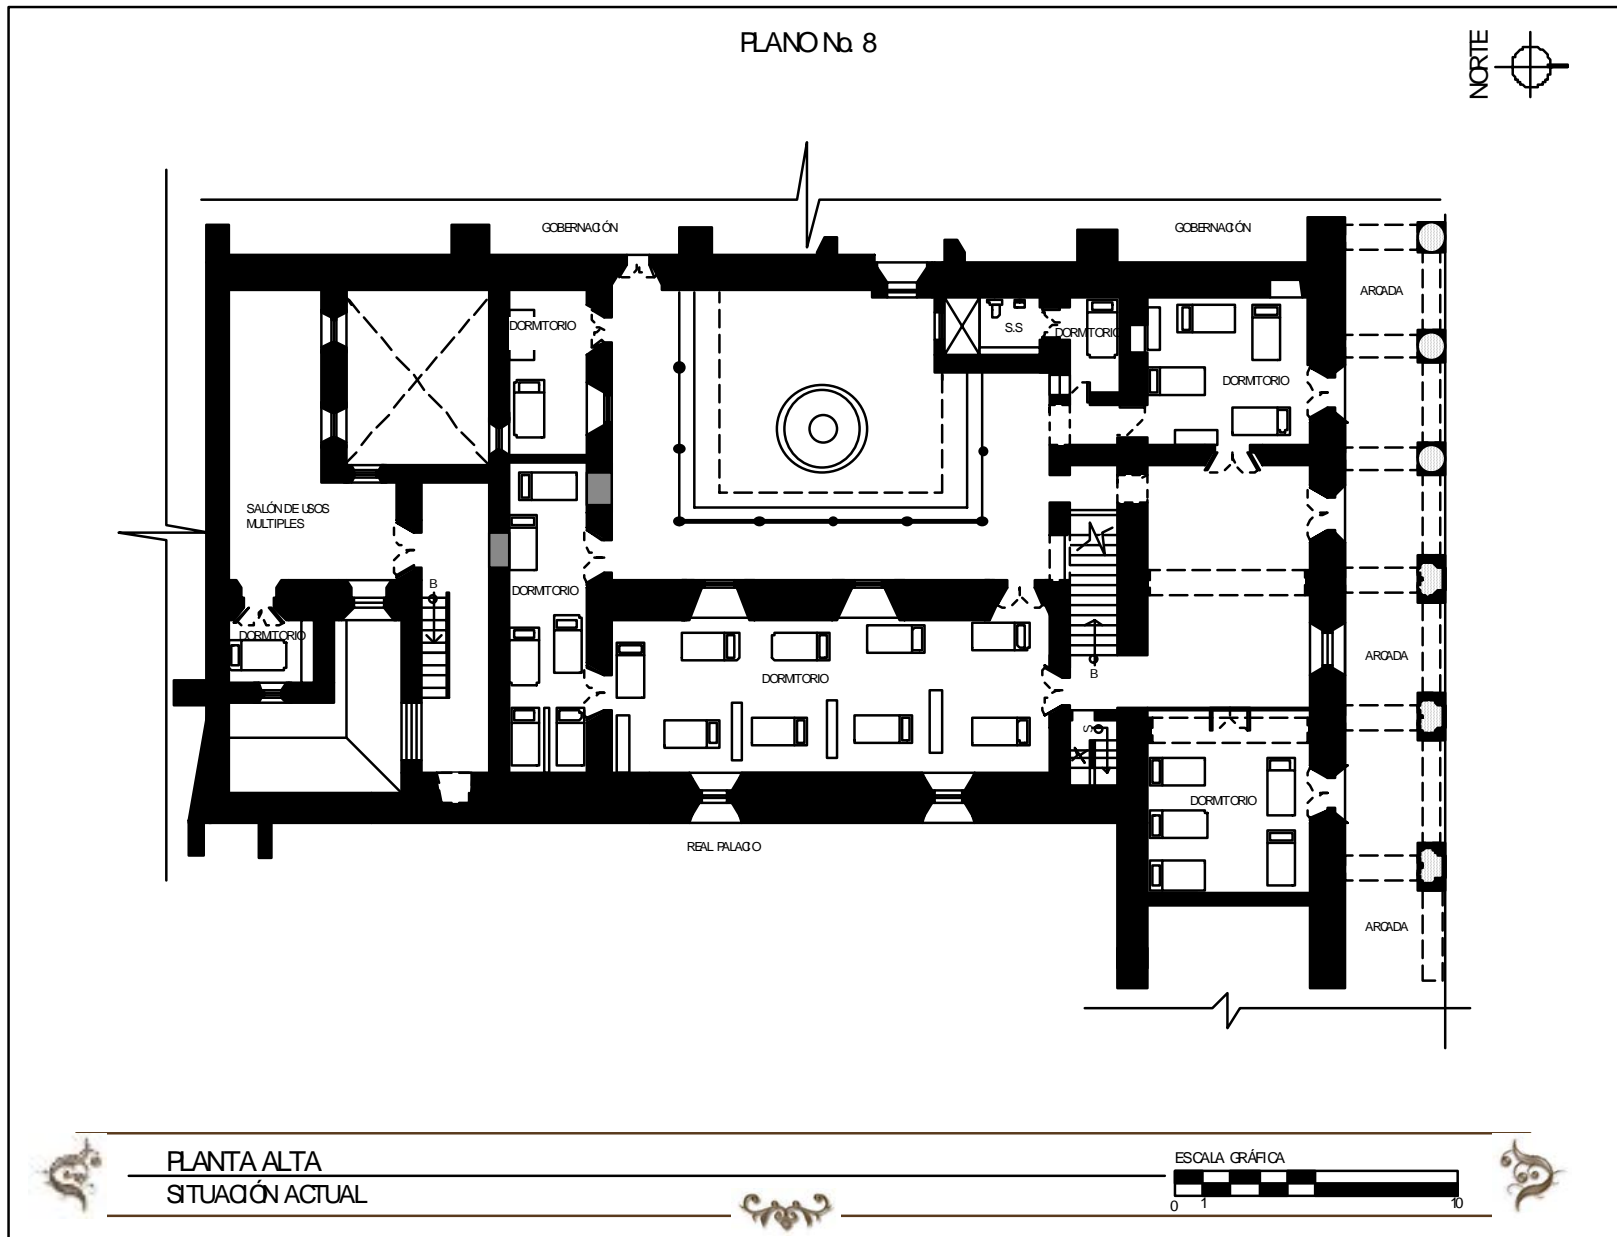 PLANO No. 8
NORTE
GOBERNACIÓN
GOBERNACIÓN
ARCADA
DORMITORIO
S.S
DORMITORIO
DORMITORIO
SALÓN DE USOS
MULTIPLES
B
DORMITORIO
DORMITORIO
DORMITORIO
B
ARCADA
S
DORMITORIO
REAL PALACIO
ARCADA
PLANTA ALTA
SITUACIÓN ACTUAL
ESCALA GRÁFICA
0 1 10